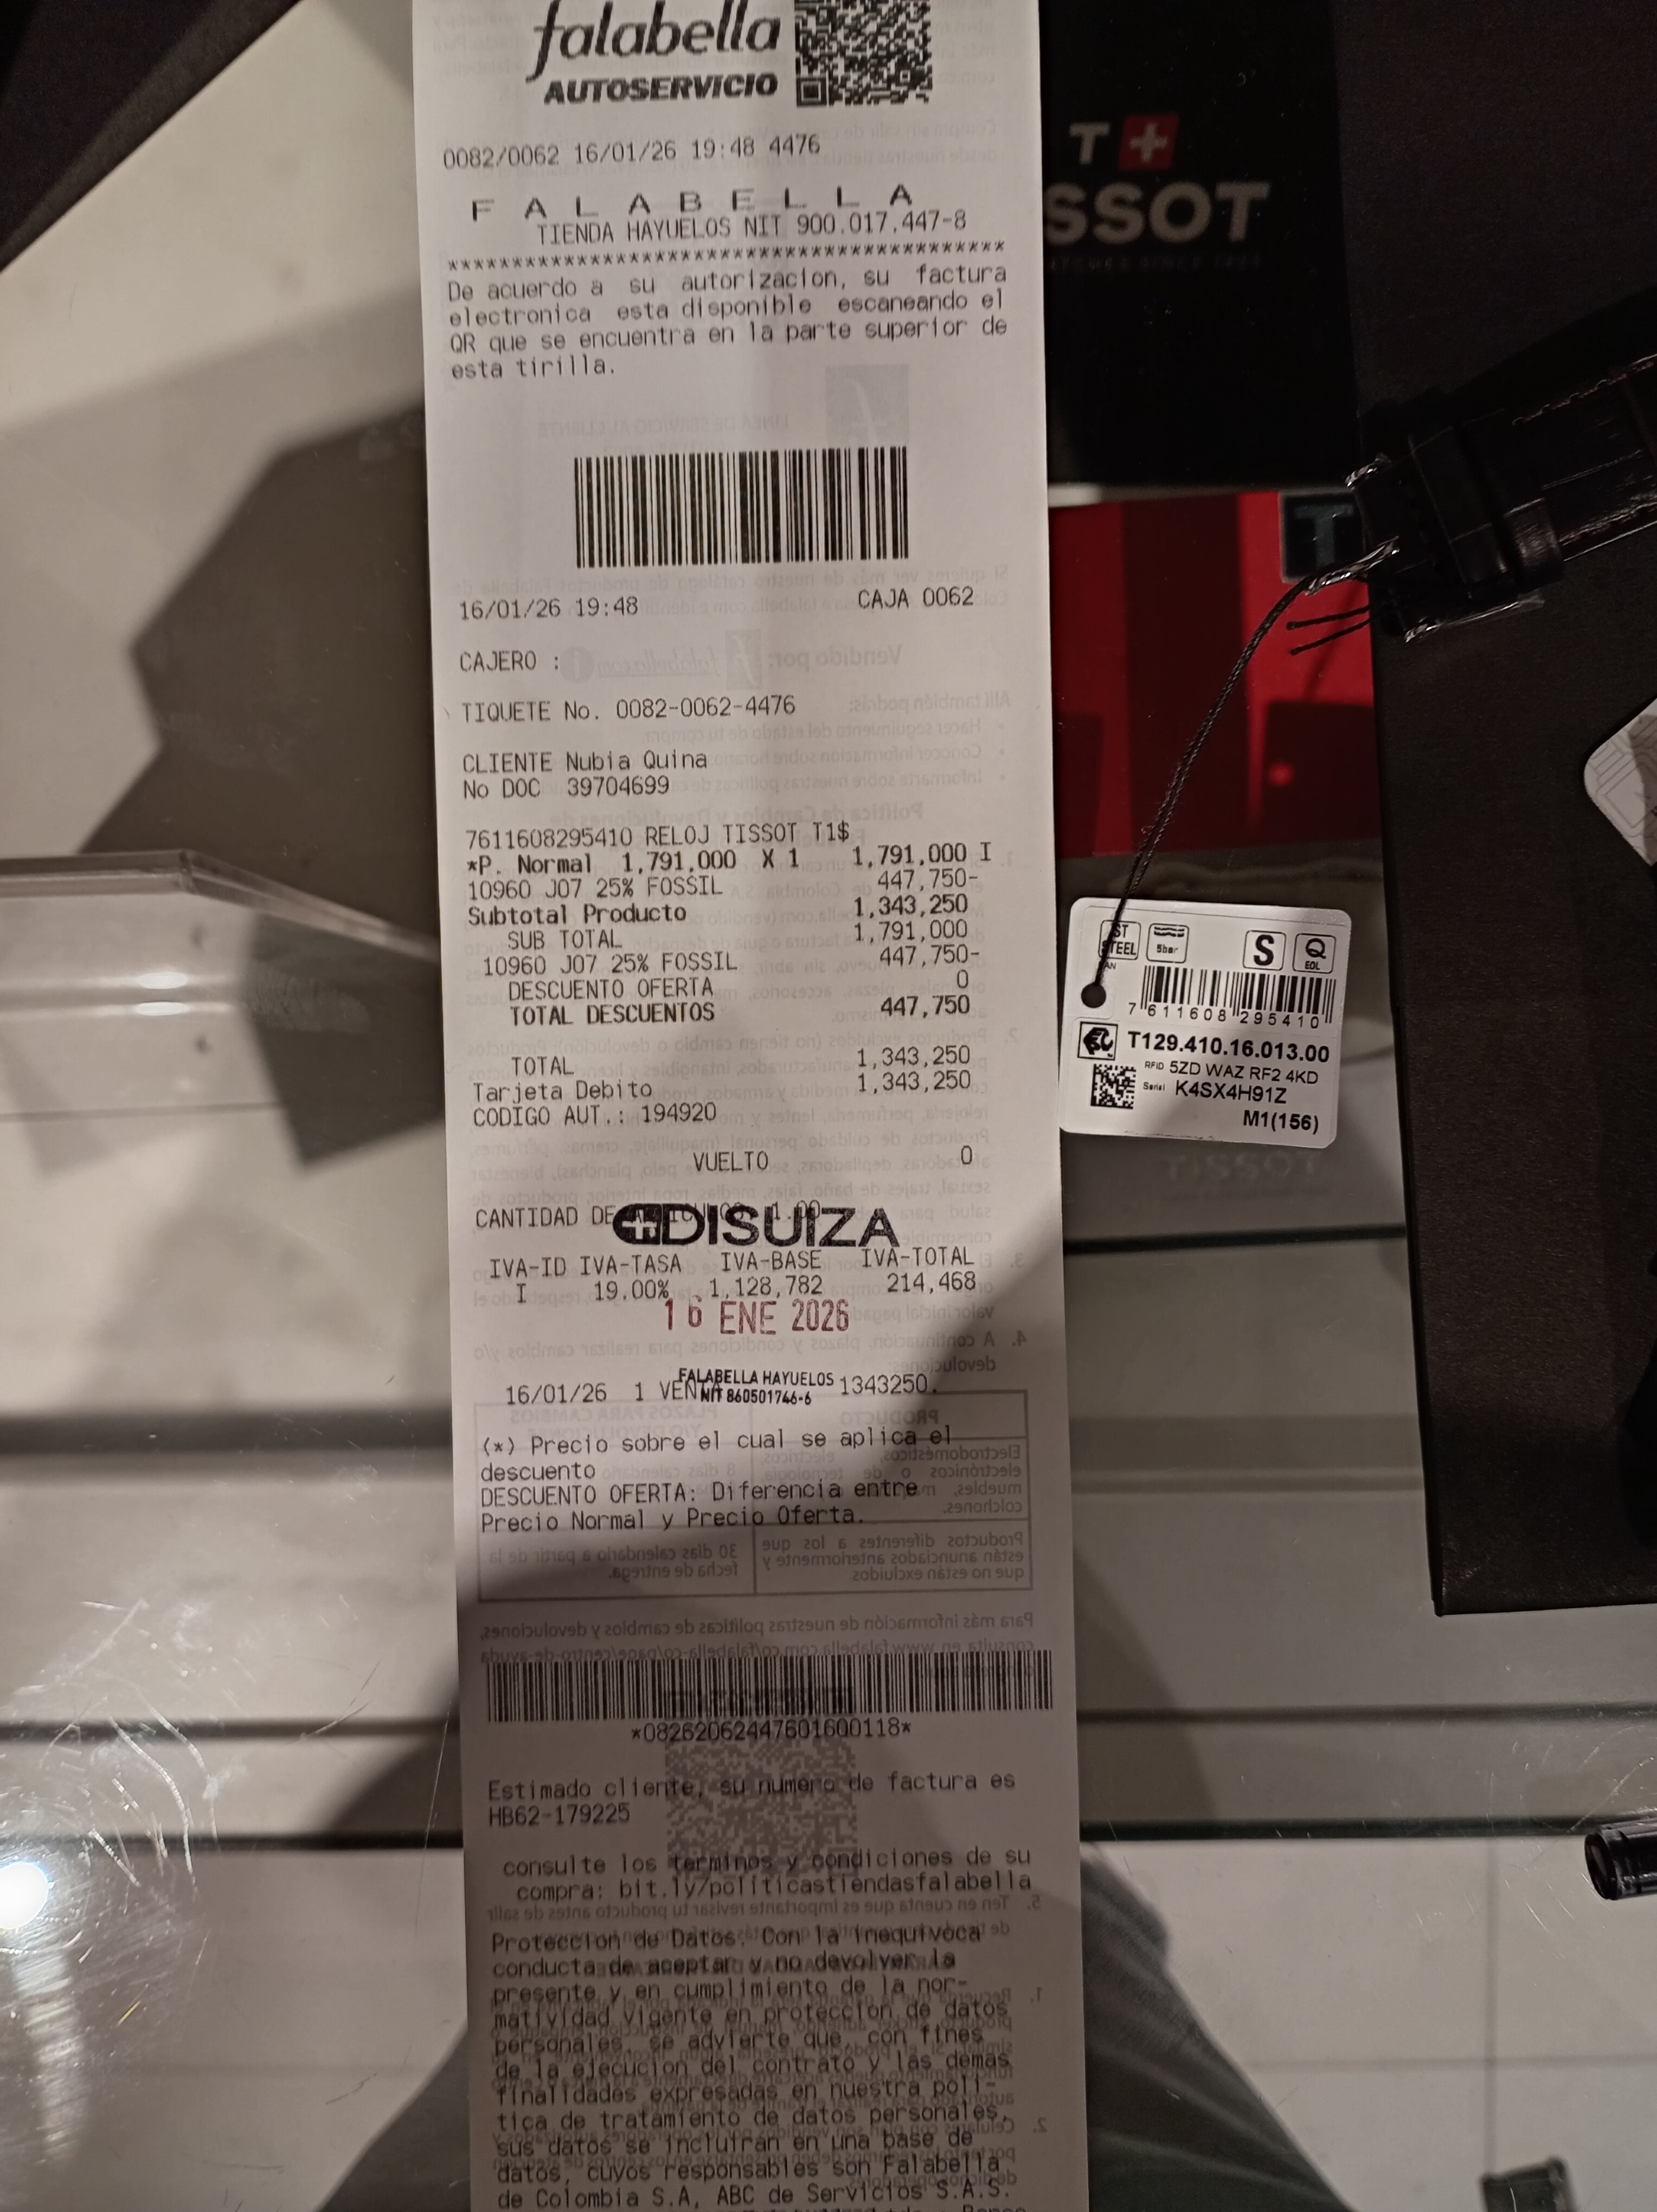 falabella
AUTOSERVICIO
0082/0062 16/01/26 19:48 4476
F A L A B E L L A
TIENDA HAYUELOS NIT 900.017.447-8
****************************************
De acuerdo a su autorizacion, su factura
electronica esta disponible escaneando el
QR que se encuentra en la parte superior de
esta tirilla.
16/01/26 19:48 CAJA 0062
CAJERO :
TIQUETE No. 0082-0062-4476
CLIENTE Nubia Quina
No DOC 39704699
7611608295410 RELOJ TISSOT T1$
*P. Normal 1,791,000 X 1 1,791,000 I
10960 J07 25% FOSSIL 447,750-
Subtotal Producto 1,343,250
SUB TOTAL 1,791,000
10960 J07 25% FOSSIL 447,750-
DESCUENTO OFERTA 0
TOTAL DESCUENTOS 447,750
TOTAL 1,343,250
Tarjeta Debito 1,343,250
CODIGO AUT.: 194920
VUELTO 0
CANTIDAD DE 1.00
DISUIZA
IVA-ID IVA-TASA IVA-BASE IVA-TOTAL
I 19.00% 1,128,782 214,468
16 ENE 2026
FALABELLA HAYUELOS
NIT 860501746-6
16/01/26 1 1343250.
(*) Precio sobre el cual se aplica el
descuento
DESCUENTO OFERTA: Diferencia entre
Precio Normal y Precio Oferta.
*08262062447601600118*
Estimado cliente, su numero de factura es
HB62-179225
consulte los terminos y condiciones de su
compra: bit.ly/politicastiendasfalabella
Proteccion de Datos. Con la inequivoca
conducta de aceptar y no devolver la
presente y en cumplimiento de la nor-
matividad vigente en proteccion de datos
personales, se advierte que, con fines
de la ejecucion del contrato y las demas
finalidades expresadas en nuestra poli-
tica de tratamiento de datos personales,
sus datos se incluiran en una base de
datos, cuyos responsables son Falabella
de Colombia S.A, ABC de Servicios S.A.S.
T+
SSOT
T
ST
STEEL
5bar
S
Q
EOL
7 611608 295410
T129.410.16.013.00
RFID 5ZD WAZ RF2 4KD
Serial K4SX4H91Z
M1(156)
TISSOT